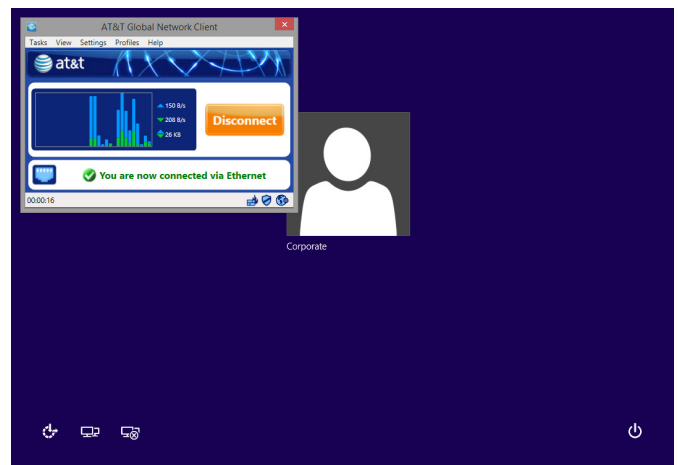 AT&T Global Network Client
Tasks View Settings Profiles Help
at&t
150 B/s
208 B/s
26 KB
Disconnect
You are now connected via Ethernet
00:00:16
Corporate